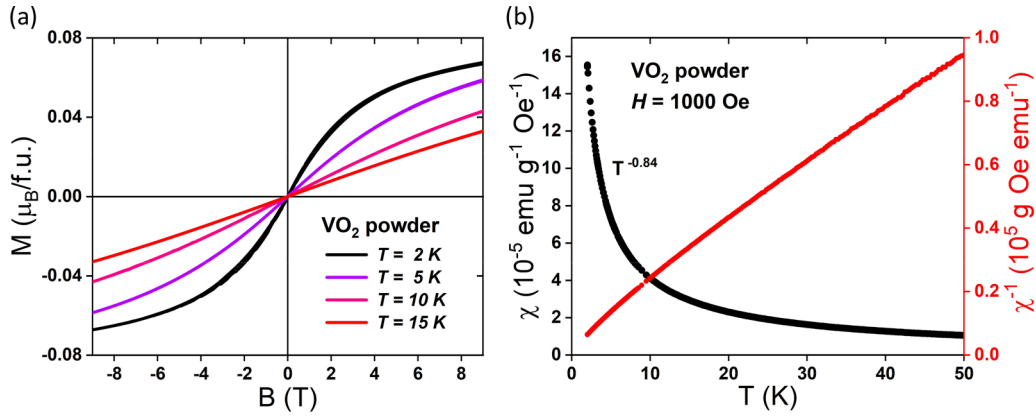 (a)
0.08
0.04
0.00
-0.04
-0.08
M (μB/f.u.)
VO2 powder
T = 2 K
T = 5 K
T = 10 K
T = 15 K
-8 -6 -4 -2 0 2 4 6 8
B (T)
(b)
16
14
12
10
8
6
4
2
0
χ (10-5 emu g-1 Oe-1)
VO2 powder
H = 1000 Oe
T-0.84
1.0
0.8
0.6
0.4
0.2
0.0
χ-1 (105 g Oe emu-1)
0 10 20 30 40 50
T (K)